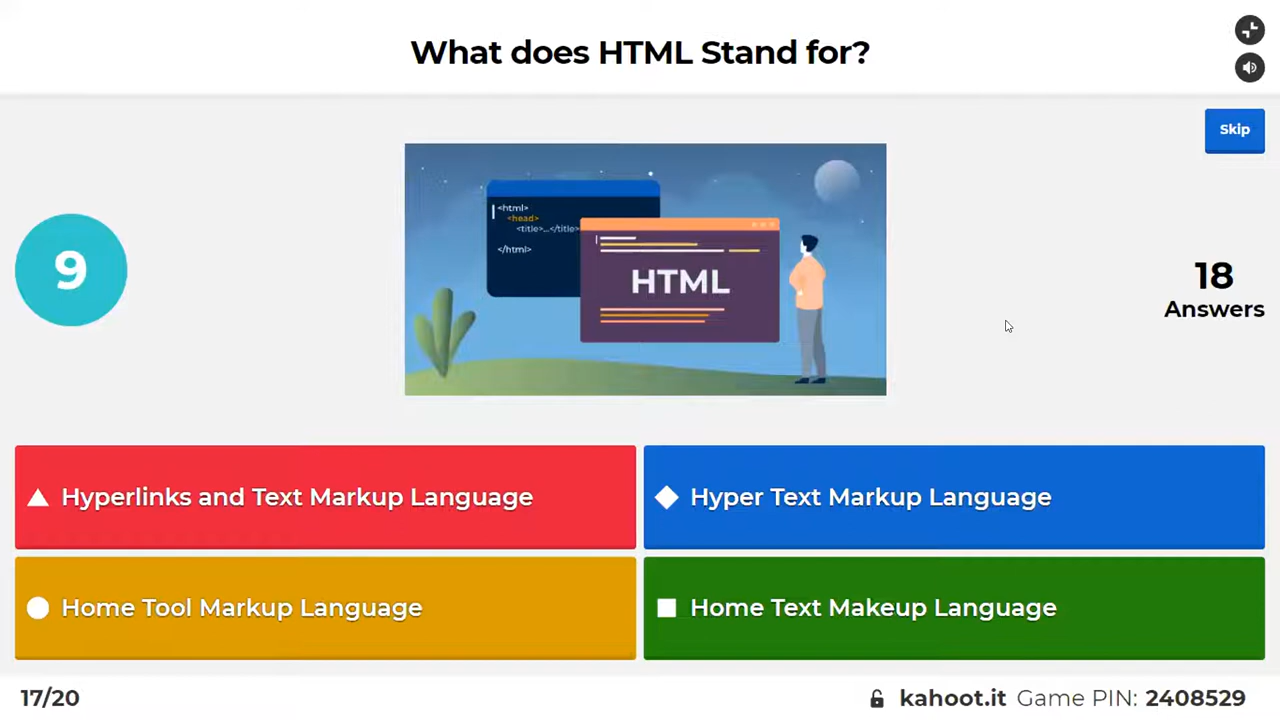 What does HTML Stand for?
Skip
<html>
<head>
<title>...</title>
</html>
HTML
9
18
Answers
Hyperlinks and Text Markup Language
Hyper Text Markup Language
Home Tool Markup Language
Home Text Makeup Language
17/20
kahoot.it Game PIN: 2408529